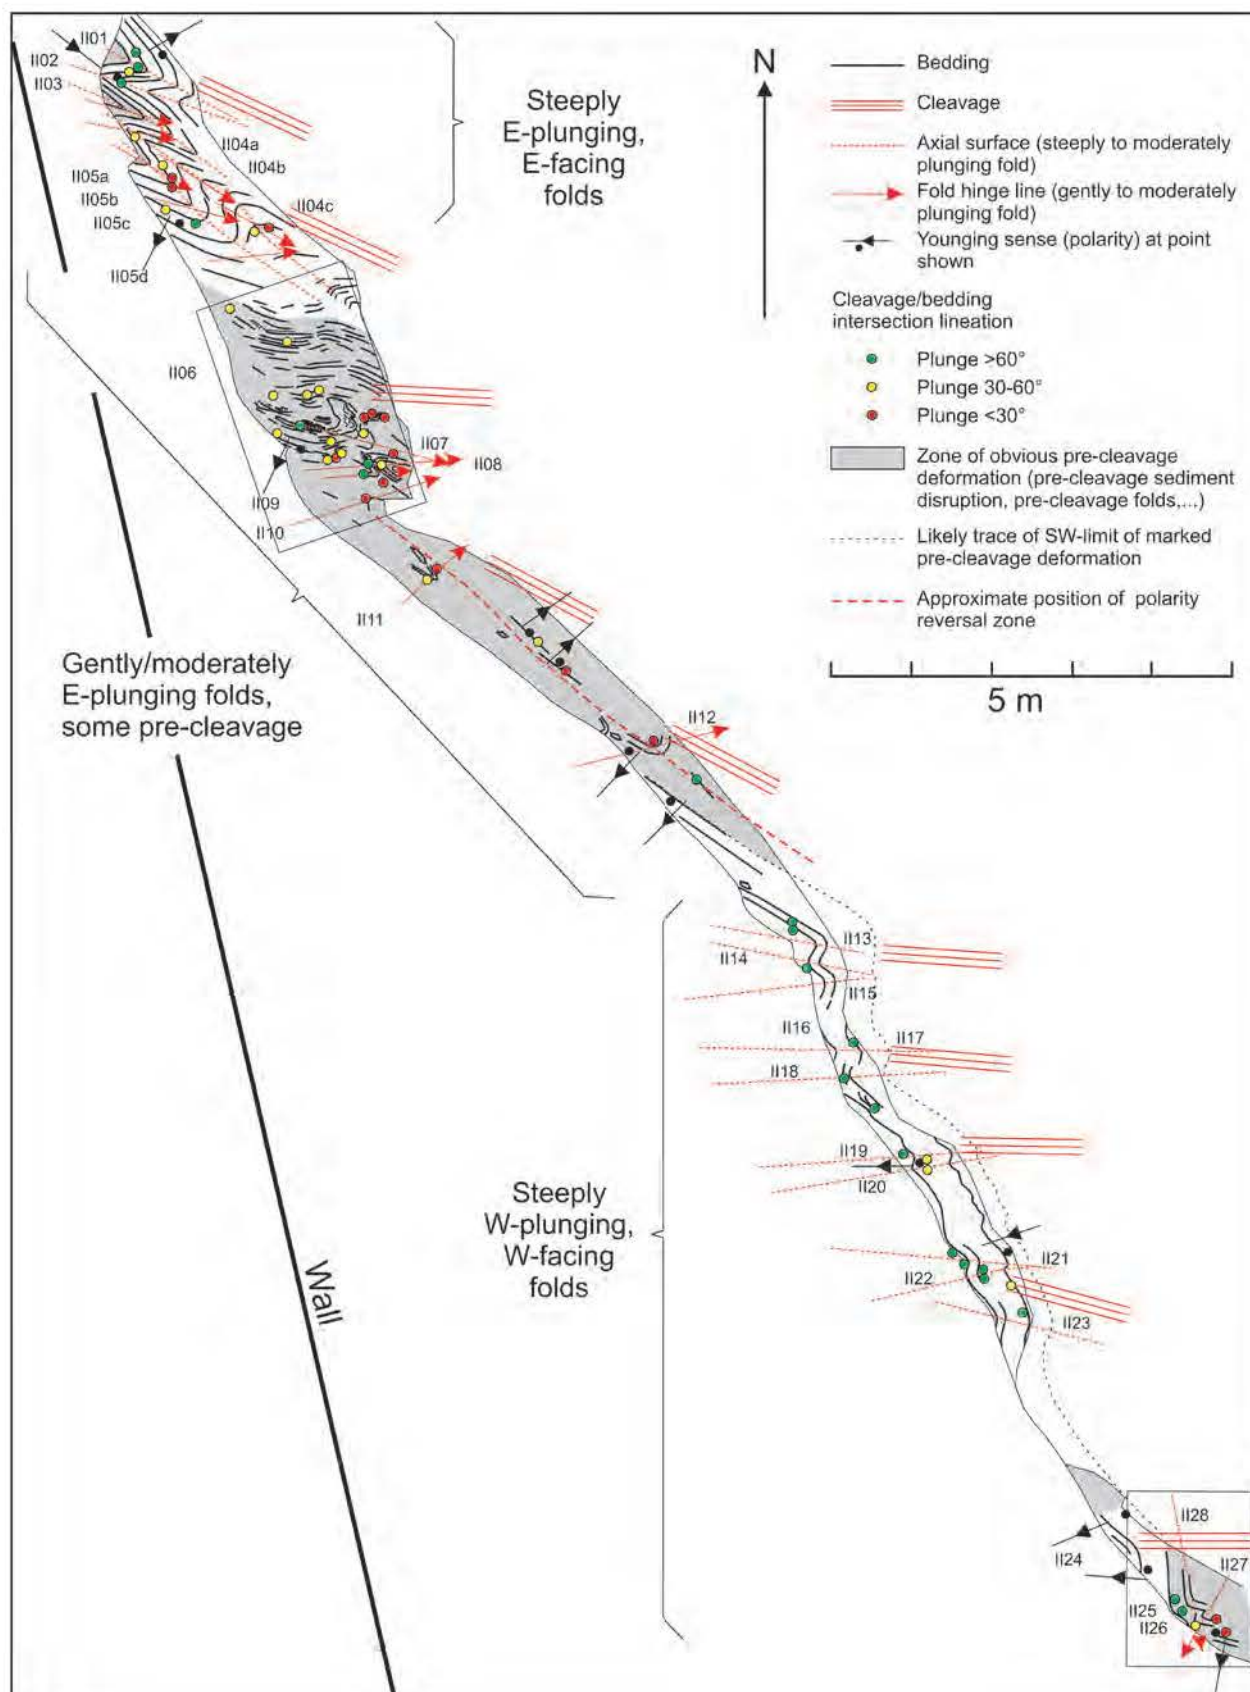 II01
II02
II03
II04a
II04b
II05a
II05b
II05c
II04c
II05d
Steeply
E-plunging,
E-facing
folds
N
Bedding
Cleavage
Axial surface (steeply to moderately
plunging fold)
Fold hinge line (gently to moderately
plunging fold)
Younging sense (polarity) at point
shown
Cleavage/bedding
intersection lineation
Plunge >60°
Plunge 30-60°
Plunge <30°
Zone of obvious pre-cleavage
deformation (pre-cleavage sediment
disruption, pre-cleavage folds,...)
Likely trace of SW-limit of marked
pre-cleavage deformation
Approximate position of polarity
reversal zone
5 m
II06
II07
II08
II09
II10
II11
Gently/moderately
E-plunging folds,
some pre-cleavage
II12
II13
II14
II15
II16
II17
II18
II19
II20
Steeply
W-plunging,
W-facing
folds
II21
II22
II23
Wall
II28
II24
II27
II25
II26